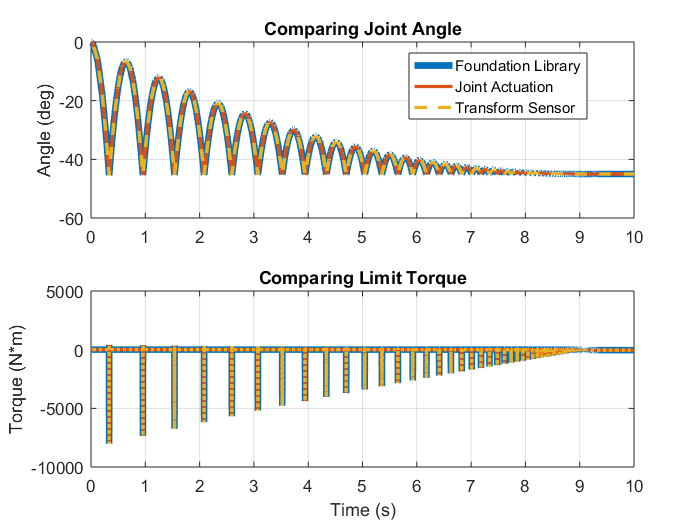 Comparing Joint Angle
0
-20
-40
-60
Angle (deg)
Foundation Library
Joint Actuation
Transform Sensor
0 1 2 3 4 5 6 7 8 9 10
Comparing Limit Torque
5000
0
-5000
-10000
Torque (N*m)
0 1 2 3 4 5 6 7 8 9 10
Time (s)